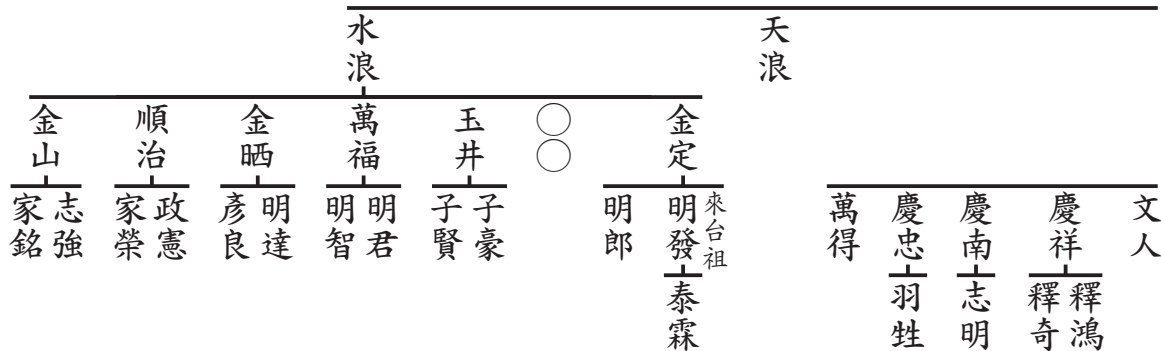 天浪
水浪
金定
○○
玉井
萬福
金晒
順治
金山
文人
慶祥
慶南
慶忠
萬得
來台祖
明發
明郎
子豪
子賢
明君
明智
明達
彥良
政憲
家榮
志強
家銘
釋鴻
釋奇
志明
羽甡
泰霖